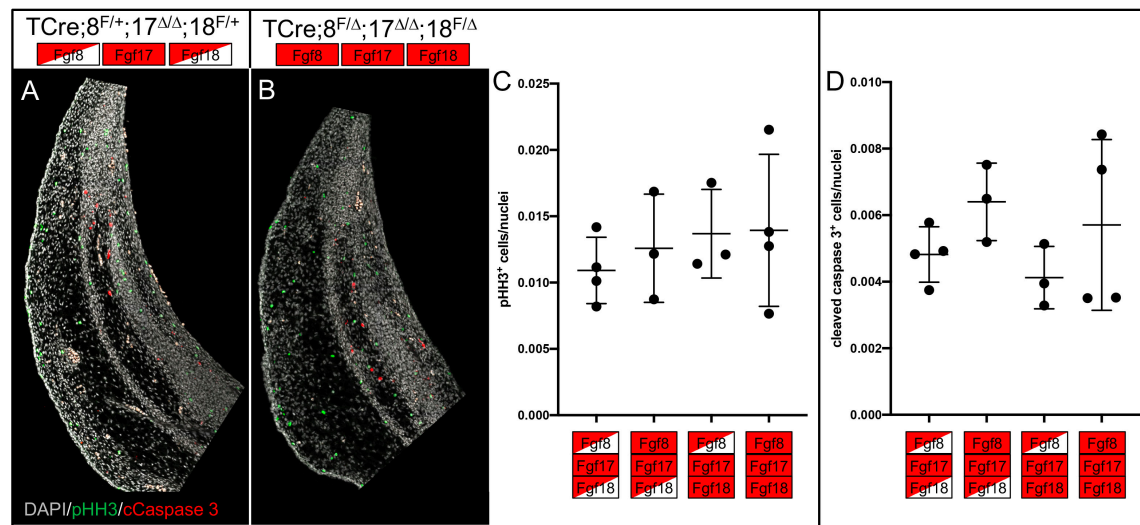 TCre;8F/+;17Δ/Δ;18F/+
Fgf8 Fgf17 Fgf18
TCre;8F/Δ;17Δ/Δ;18F/Δ
Fgf8 Fgf17 Fgf18
A
DAPI/pHH3/cCaspase 3
B
C
pHH3+ cells/nuclei
0.025
0.020
0.015
0.010
0.005
0.000
Fgf8 Fgf8 Fgf8 Fgf8
Fgf17 Fgf17 Fgf17 Fgf17
Fgf18 Fgf18 Fgf18 Fgf18
D
cleaved caspase 3+ cells/nuclei
0.010
0.008
0.006
0.004
0.002
0.000
Fgf8 Fgf8 Fgf8 Fgf8
Fgf17 Fgf17 Fgf17 Fgf17
Fgf18 Fgf18 Fgf18 Fgf18